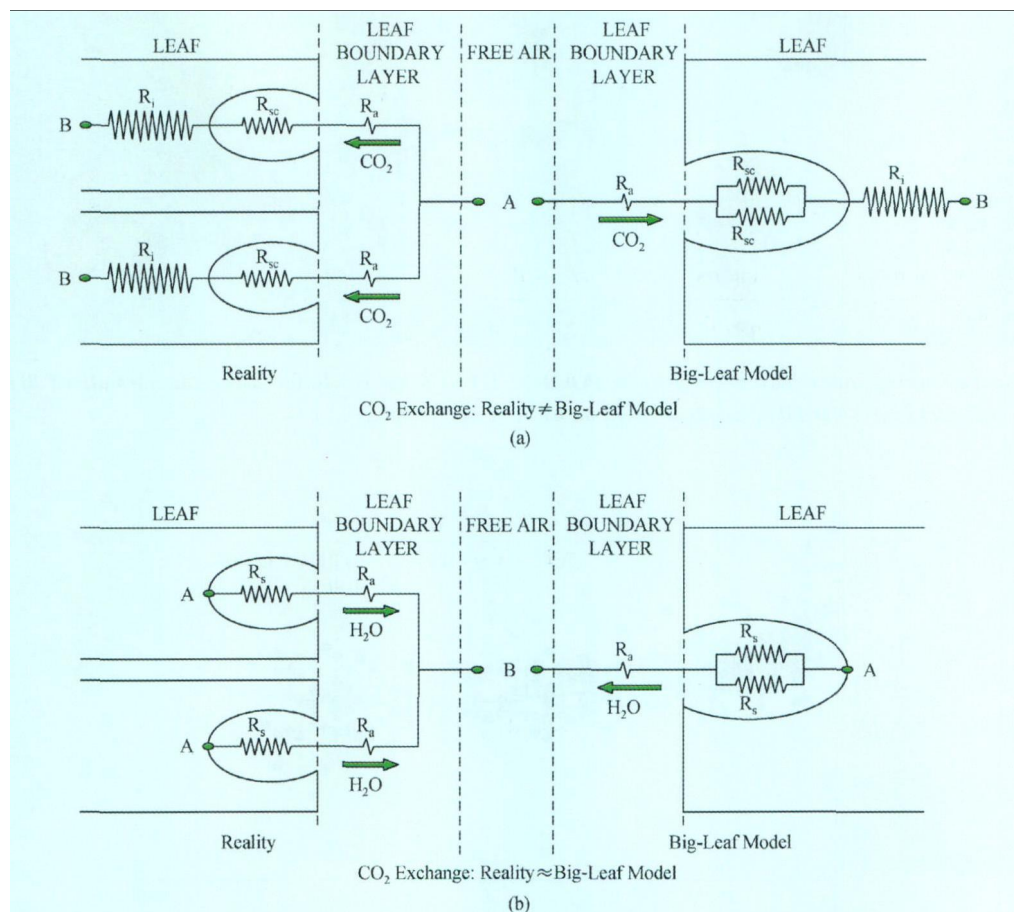 LEAF
LEAF
BOUNDARY
LAYER
FREE AIR
LEAF
BOUNDARY
LAYER
LEAF
Ri
Rsc
Ra
B
CO2
Rsc
Ri
Ra
A
B
Rsc
CO2
Ri
Rsc
Ra
B
CO2
Reality
Big-Leaf Model
CO2 Exchange: Reality≠Big-Leaf Model
(a)
LEAF
LEAF
BOUNDARY
LAYER
FREE AIR
LEAF
BOUNDARY
LAYER
LEAF
Rs
Ra
A
H2O
Rs
Ra
B
A
Rs
H2O
Rs
Ra
A
H2O
Reality
Big-Leaf Model
CO2 Exchange: Reality≈Big-Leaf Model
(b)